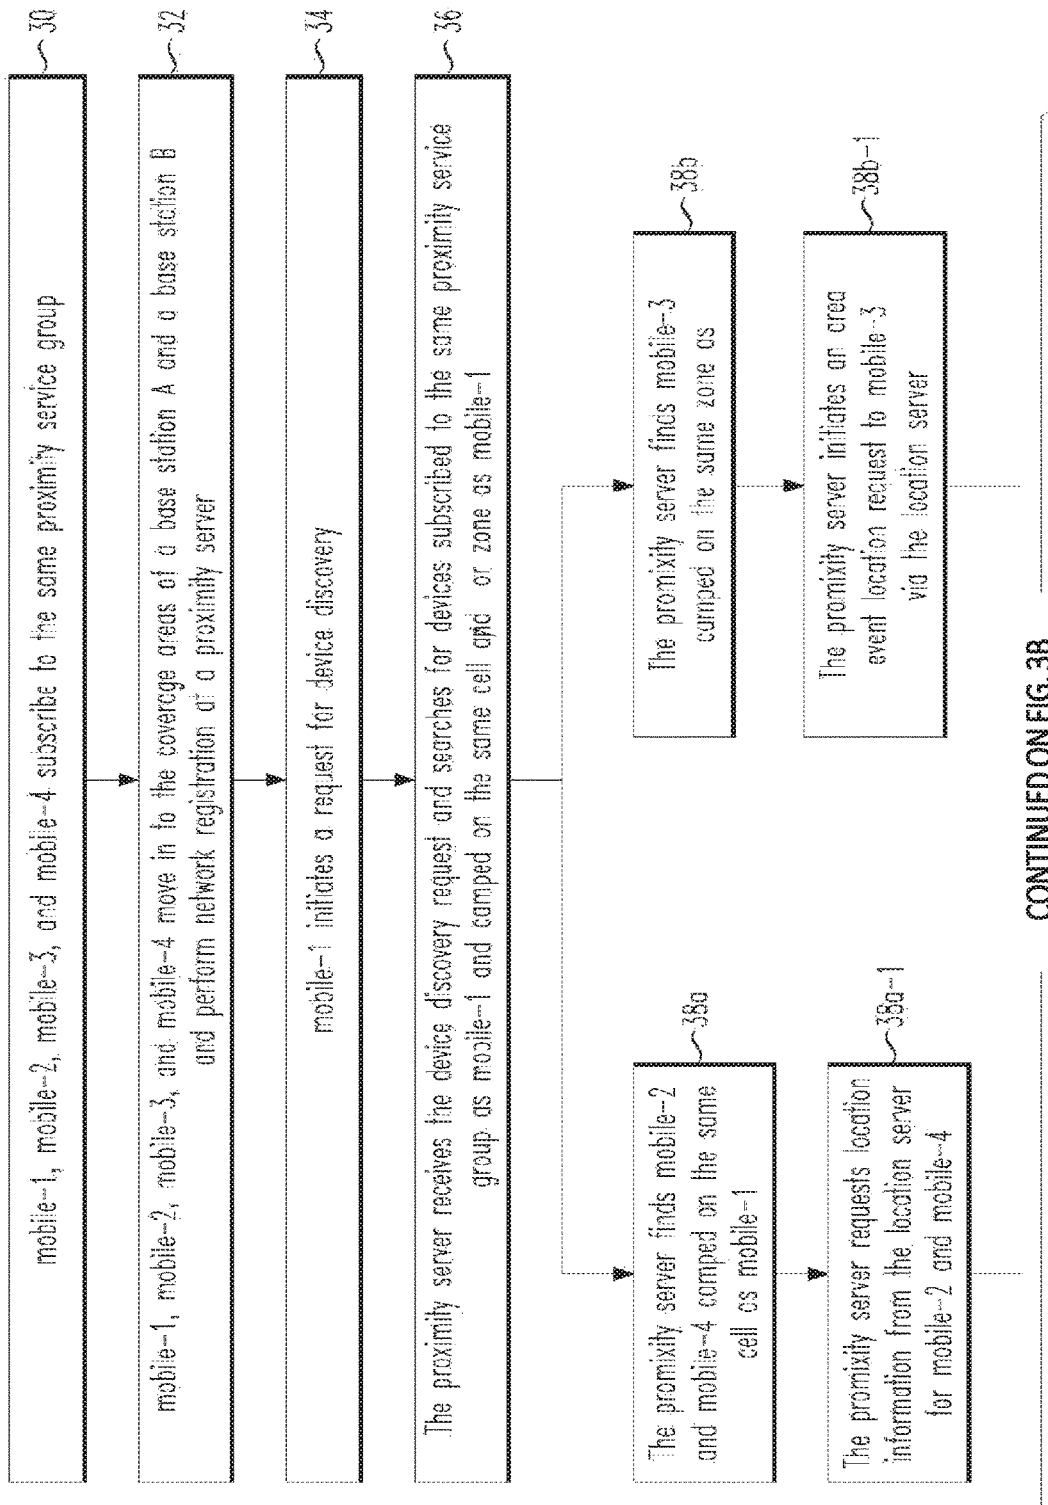 mobile-1, mobile-2, mobile-3, and mobile-4 subscribe to the same proximity service group
30
mobile-1, mobile-2, mobile-3, and mobile-4 move in to the coverage areas of a base station A and a base station B
and perform network registration at a proximity server
32
mobile-1 initiates a request for device discovery
34
The proximity server receives the device discovery request and searches for devices subscribed to the same proximity service
group as mobile-1 and camped on the same cell and or zone as mobile-1
36
The promixity server finds mobile-2
and mobile-4 camped on the same
cell as mobile-1
38a
The promixity server requests location
information from the location server
for mobile-2 and mobile-4
38a-1
The promixity server finds mobile-3
camped on the same zone as
38b
The promixity server initiates an area
event location request to mobile-3
via the location server
38b-1
CONTINUED ON FIG. 3B